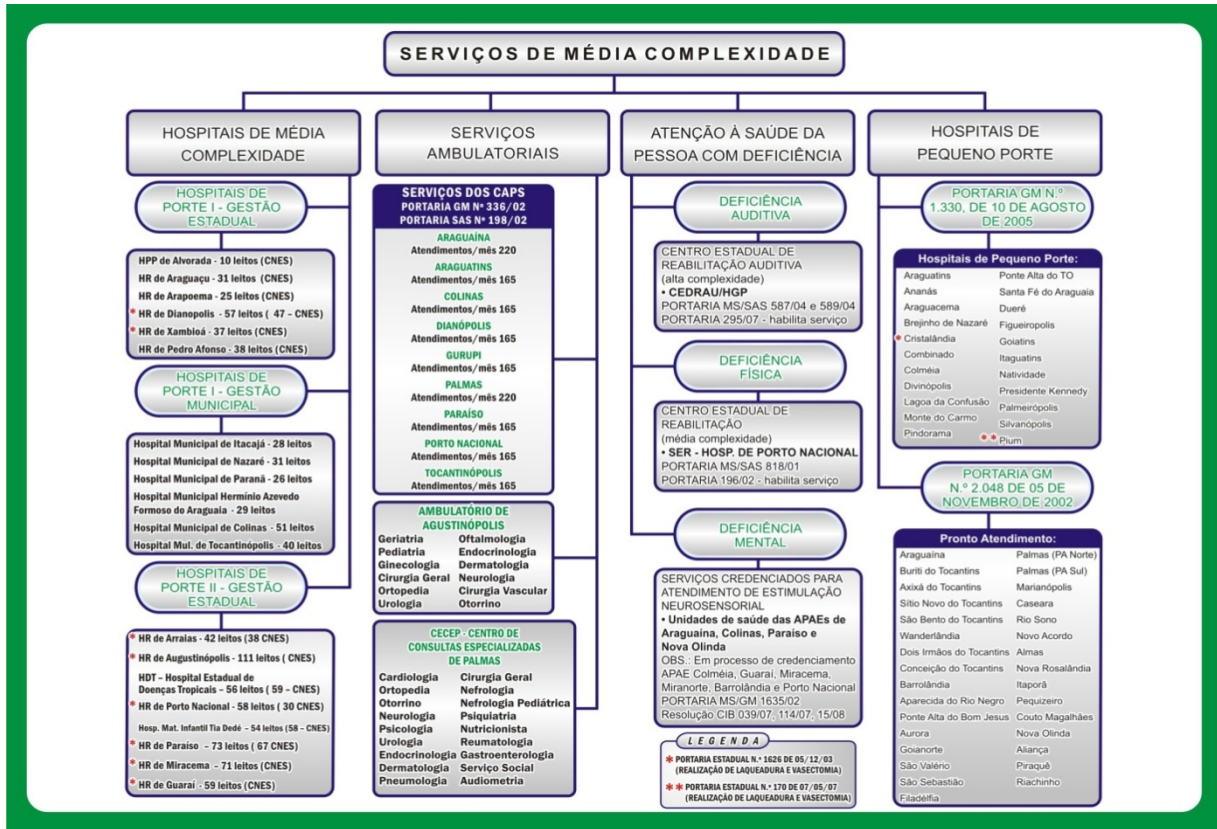 SERVIÇOS DE MÉDIA COMPLEXIDADE
HOSPITAIS DE MÉDIA
COMPLEXIDADE
HOSPITAIS DE
PORTE I - GESTÃO
ESTADUAL
HPP de Alvorada - 10 leitos (CNES)
HR de Araguaçu - 31 leitos (CNES)
HR de Arapoema - 25 leitos (CNES)
* HR de Dianopolis - 57 leitos ( 47 – CNES)
* HR de Xambioá - 37 leitos (CNES)
HR de Pedro Afonso - 38 leitos (CNES)
HOSPITAIS DE
PORTE I - GESTÃO
MUNICIPAL
Hospital Municipal de Itacajá - 28 leitos
Hospital Municipal de Nazaré - 31 leitos
Hospital Municipal de Paranã - 26 leitos
Hospital Municipal Hermínio Azevedo
Formoso do Araguaia - 29 leitos
Hospital Municipal de Colinas - 51 leitos
Hospital Mul. de Tocantinópolis - 40 leitos
HOSPITAIS DE
PORTE II - GESTÃO
ESTADUAL
* HR de Arraias - 42 leitos (38 CNES)
* HR de Augustinópolis - 111 leitos ( CNES)
HDT – Hospital Estadual de
Doenças Tropicais – 56 leitos ( 59 – CNES)
* HR de Porto Nacional - 58 leitos ( 30 CNES)
Hosp. Mat. Infantil Tia Dedé – 54 leitos (58 – CNES)
* HR de Paraíso – 73 leitos ( 67 CNES)
* HR de Miracema – 71 leitos (CNES)
* HR de Guaraí - 59 leitos (CNES)
SERVIÇOS
AMBULATORIAIS
SERVIÇOS DOS CAPS
PORTARIA GM Nº 336/02
PORTARIA SAS Nº 198/02
ARAGUAÍNA
Atendimentos/mês 220
ARAGUATINS
Atendimentos/mês 165
COLINAS
Atendimentos/mês 165
DIANÓPOLIS
Atendimentos/mês 165
GURUPI
Atendimentos/mês 165
PALMAS
Atendimentos/mês 220
PARAÍSO
Atendimentos/mês 165
PORTO NACIONAL
Atendimentos/mês 165
TOCANTINÓPOLIS
Atendimentos/mês 165
AMBULATÓRIO DE
AGUSTINÓPOLIS
Geriatria Oftalmologia
Pediatria Endocrinologia
Ginecologia Dermatologia
Cirurgia Geral Neurologia
Ortopedia Cirurgia Vascular
Urologia Otorrino
CECEP - CENTRO DE
CONSULTAS ESPECIALIZADAS
DE PALMAS
Cardiologia Cirurgia Geral
Ortopedia Nefrologia
Otorrino Nefrologia Pediátrica
Neurologia Psiquiatria
Psicologia Nutricionista
Urologia Reumatologia
Endocrinologia Gastroenterologia
Dermatologia Serviço Social
Pneumologia Audiometria
ATENÇÃO À SAÚDE DA
PESSOA COM DEFICIÊNCIA
DEFICIÊNCIA
AUDITIVA
CENTRO ESTADUAL DE
REABILITAÇÃO AUDITIVA
(alta complexidade)
• CEDRAU/HGP
PORTARIA MS/SAS 587/04 e 589/04
PORTARIA 295/07 - habilita serviço
DEFICIÊNCIA
FÍSICA
CENTRO ESTADUAL DE
REABILITAÇÃO
(média complexidade)
• SER - HOSP. DE PORTO NACIONAL
PORTARIA MS/SAS 818/01
PORTARIA 196/02 - habilita serviço
DEFICIÊNCIA
MENTAL
SERVIÇOS CREDENCIADOS PARA
ATENDIMENTO DE ESTIMULAÇÃO
NEUROSENSORIAL
• Unidades de saúde das APAEs de
Araguaína, Colinas, Paraíso e
Nova Olinda
OBS.: Em processo de credenciamento
APAE Colméia, Guaraí, Miracema,
Miranorte, Barrolândia e Porto Nacional
PORTARIA MS/GM 1635/02
Resolução CIB 039/07, 114/07, 15/08
LEGENDA
* PORTARIA ESTADUAL N.º 1626 DE 05/12/03
(REALIZAÇÃO DE LAQUEADURA E VASECTOMIA)
** PORTARIA ESTADUAL N.º 170 DE 07/05/07
(REALIZAÇÃO DE LAQUEADURA E VASECTOMIA)
HOSPITAIS DE
PEQUENO PORTE
PORTARIA GM N.º
1.330, DE 10 DE AGOSTO
DE 2005
Hospitais de Pequeno Porte:
Araguatins Ponte Alta do TO
Ananás Santa Fé do Araguaia
Araguacema Dueré
Brejinho de Nazaré Figueiropolis
* Cristalândia Goiatins
Combinado Itaguatins
Colméia Natividade
Divinópolis Presidente Kennedy
Lagoa da Confusão Palmeirópolis
Monte do Carmo Silvanópolis
Pindorama ** Pium
PORTARIA GM
N.º 2.048 DE 05 DE
NOVEMBRO DE 2002
Pronto Atendimento:
Araguaína Palmas (PA Norte)
Buriti do Tocantins Palmas (PA Sul)
Axixá do Tocantins Marianópolis
Sítio Novo do Tocantins Caseara
São Bento do Tocantins Rio Sono
Wanderlândia Novo Acordo
Dois Irmãos do Tocantins Almas
Conceição do Tocantins Nova Rosalândia
Barrolândia Itaporã
Aparecida do Rio Negro Pequizeiro
Ponte Alta do Bom Jesus Couto Magalhães
Aurora Nova Olinda
Goianorte Aliança
São Valério Piraquê
São Sebastião Riachinho
Filadélfia